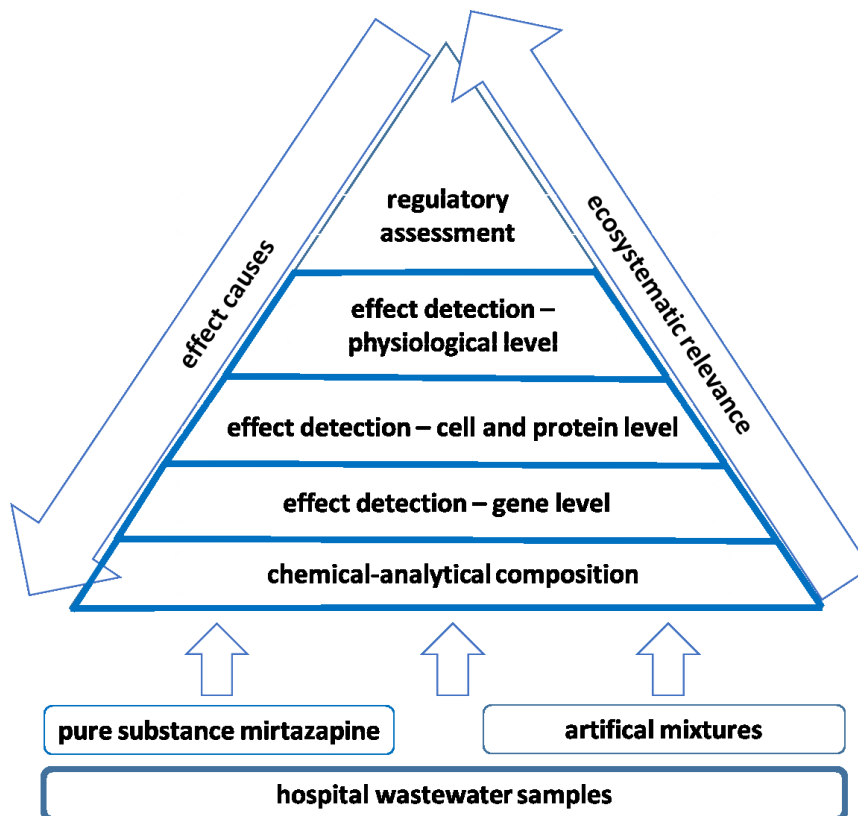 regulatory
assessment
effect causes
ecosystematic relevance
effect detection –
physiological level
effect detection – cell and protein level
effect detection – gene level
chemical-analytical composition
pure substance mirtazapine
artifical mixtures
hospital wastewater samples